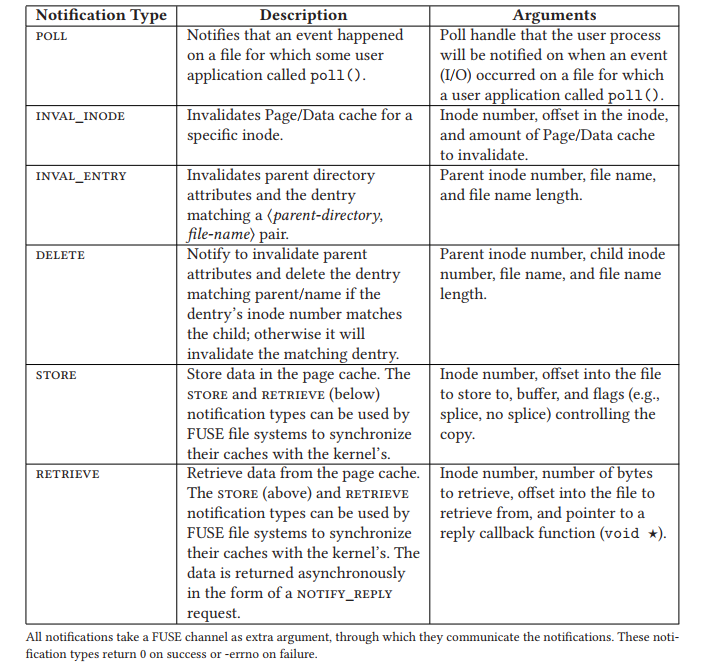 Notification Type Description Arguments
POLL
Notifies that an event happened
on a file for which some user
application called poll().
Poll handle that the user process
will be notified on when an event
(I/O) occurred on a file for which
a user application called poll().
INVAL_INODE
Invalidates Page/Data cache for a
specific inode.
Inode number, offset in the inode,
and amount of Page/Data cache
to invalidate.
INVAL_ENTRY
Invalidates parent directory
attributes and the dentry
matching a ⟨parent-directory,
file-name⟩ pair.
Parent inode number, file name,
and file name length.
DELETE
Notify to invalidate parent
attributes and delete the dentry
matching parent/name if the
dentry's inode number matches
the child; otherwise it will
invalidate the matching dentry.
Parent inode number, child inode
number, file name, and file name
length.
STORE
Store data in the page cache. The
STORE and RETRIEVE (below)
notification types can be used by
FUSE file systems to synchronize
their caches with the kernel's.
Inode number, offset into the file
to store to, buffer, and flags (e.g.,
splice, no splice) controlling the
copy.
RETRIEVE
Retrieve data from the page cache.
The STORE (above) and RETRIEVE
notification types can be used by
FUSE file systems to synchronize
their caches with the kernel's. The
data is returned asynchronously
in the form of a NOTIFY_REPLY
request.
Inode number, number of bytes
to retrieve, offset into the file to
retrieve from, and pointer to a
reply callback function (void ★).
All notifications take a FUSE channel as extra argument, through which they communicate the notifications. These noti-
fication types return 0 on success or -errno on failure.